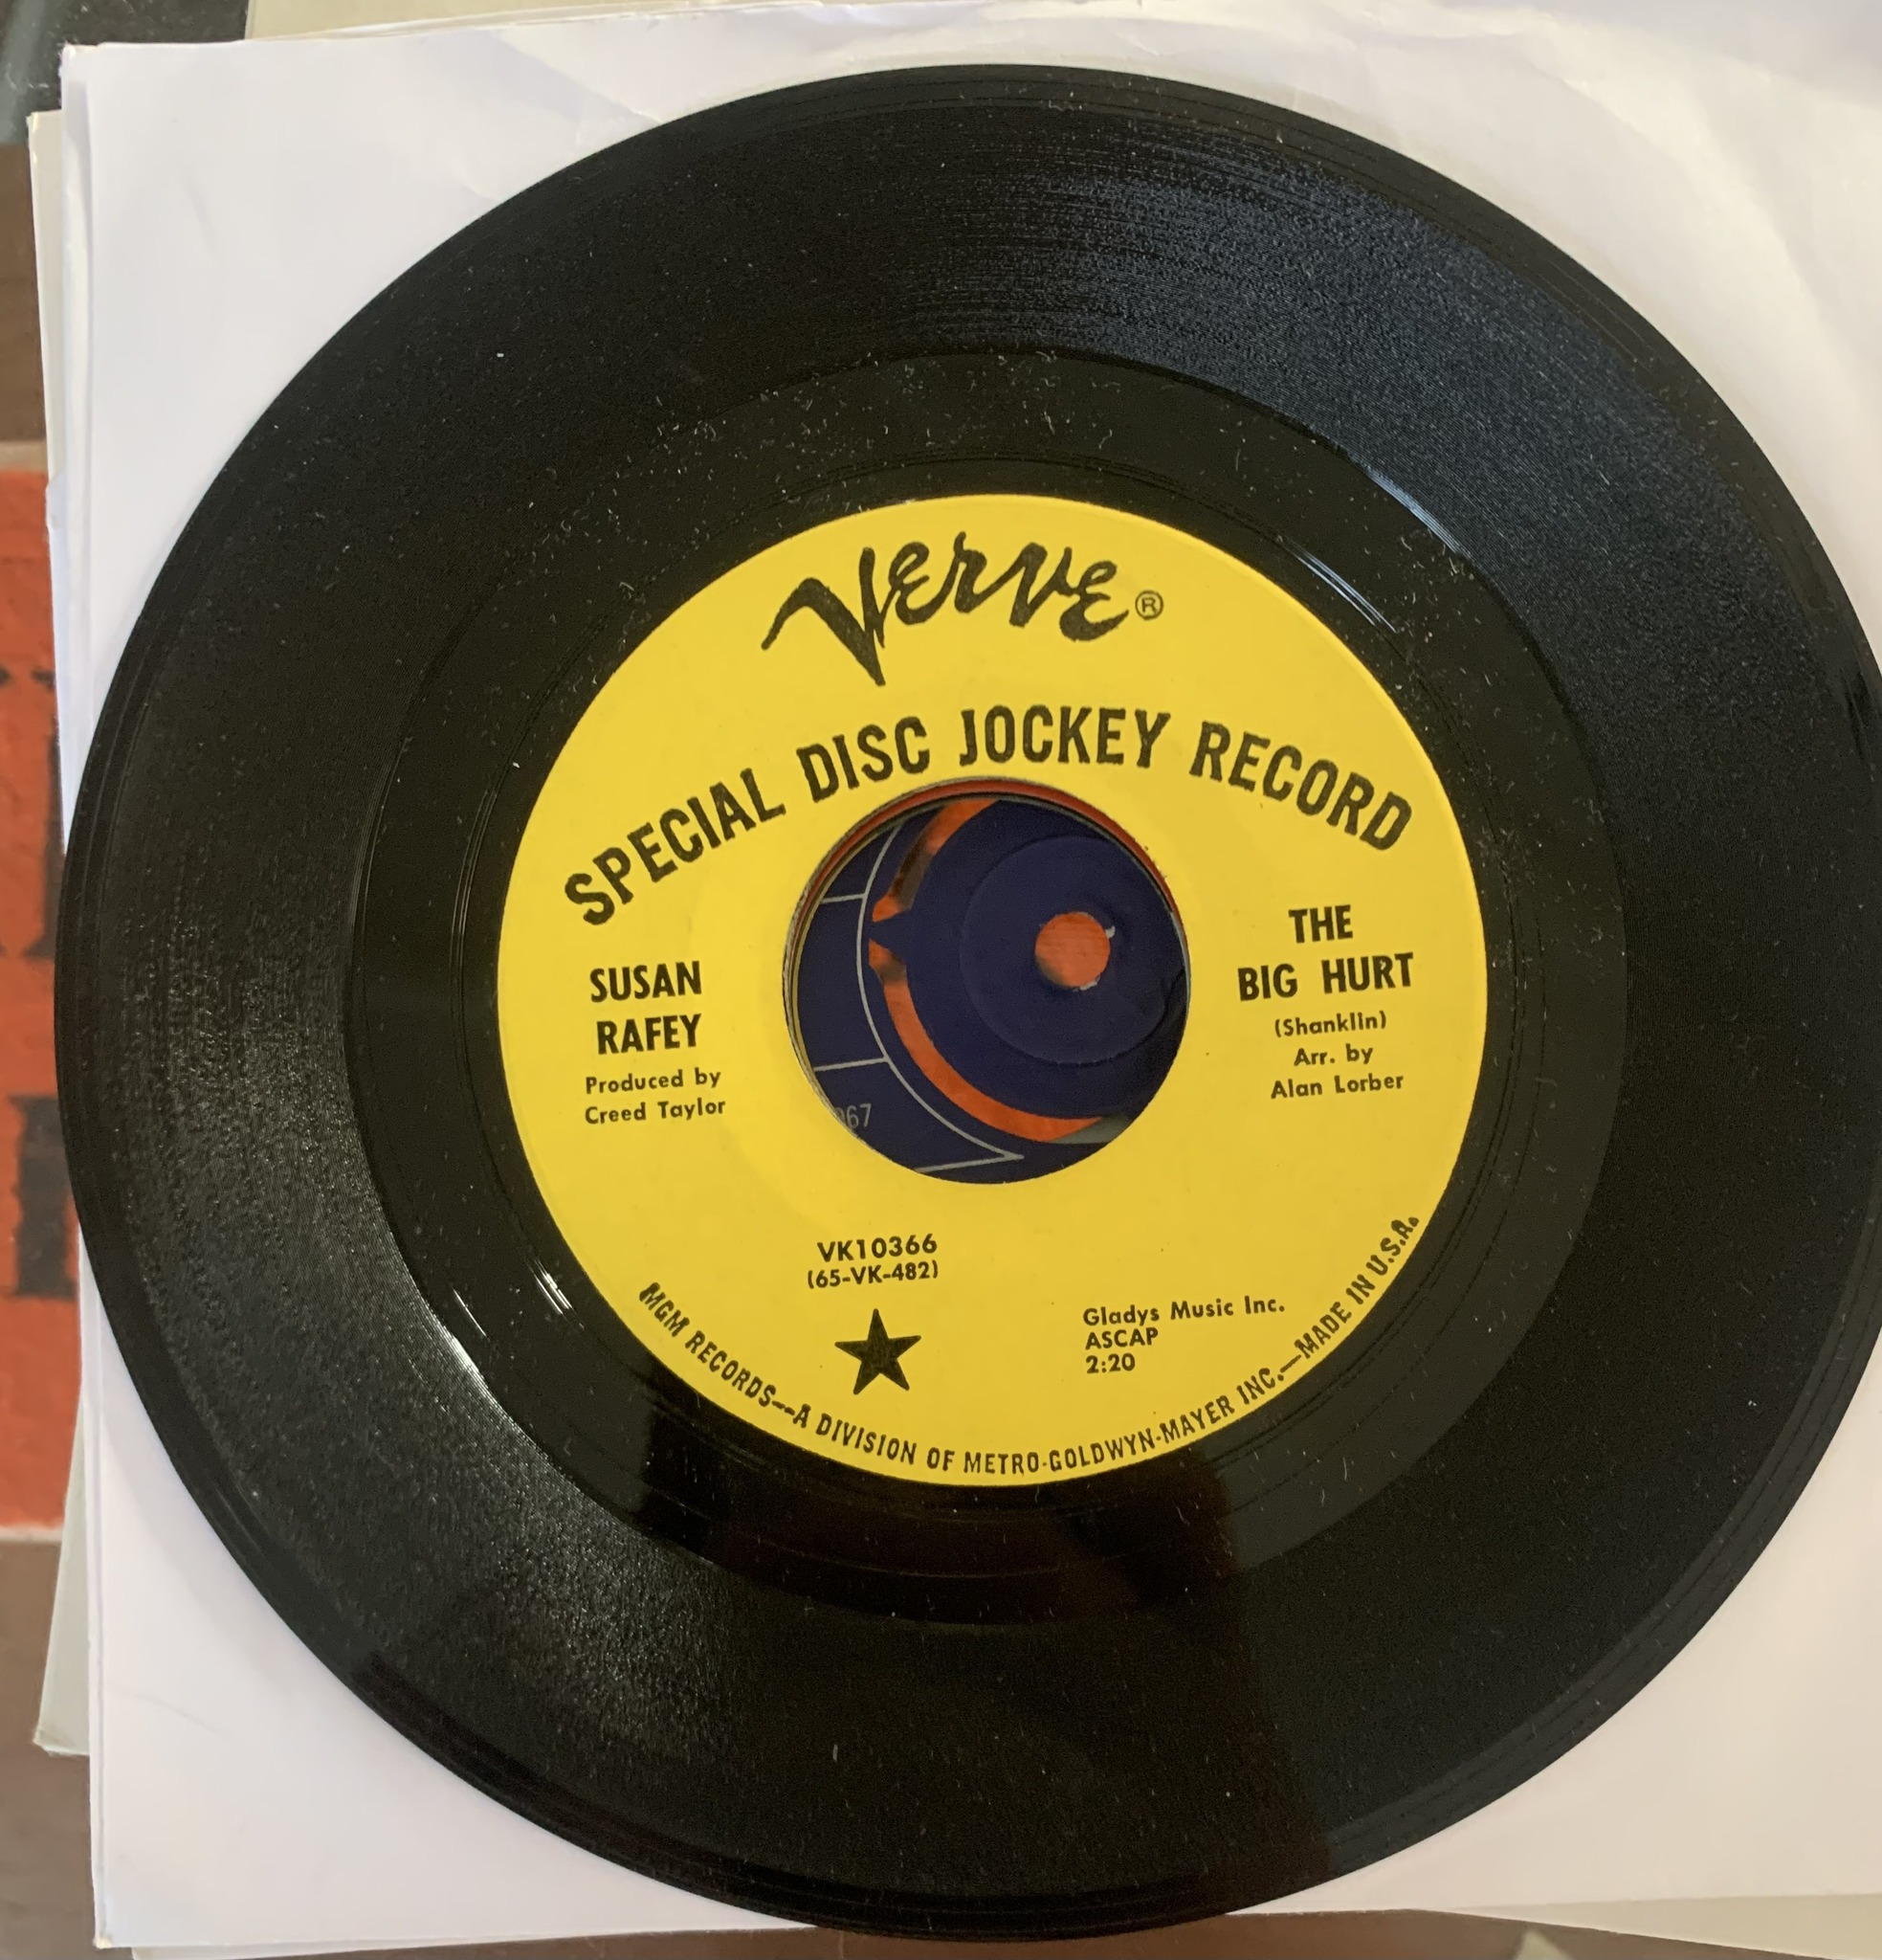 Verve®
SPECIAL DISC JOCKEY RECORD
SUSAN
RAFEY
Produced by
Creed Taylor
THE
BIG HURT
(Shanklin)
Arr. by
Alan Lorber
VK10366
(65-VK-482)
Gladys Music Inc.
ASCAP
2:20
MGM RECORDS—A DIVISION OF METRO-GOLDWYN-MAYER INC.—MADE IN U.S.A.